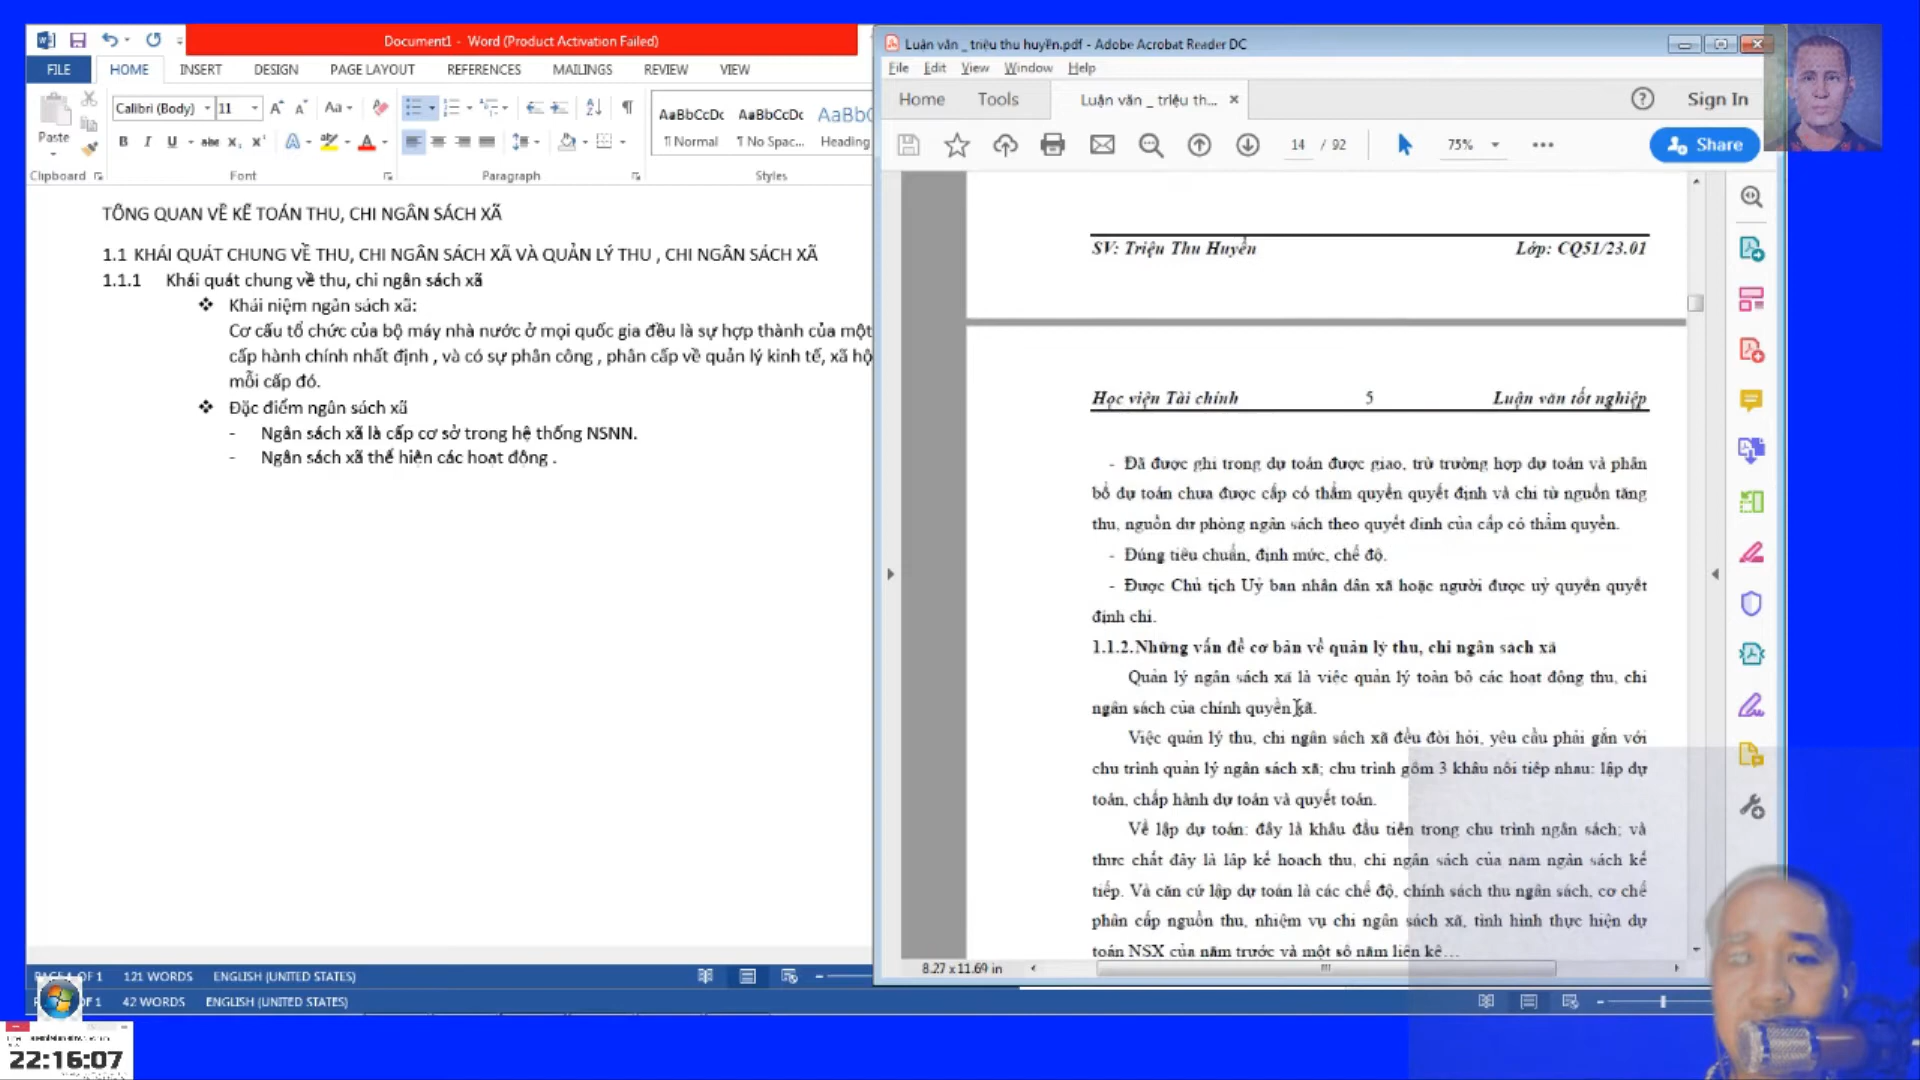 Document1 - Word (Product Activation Failed)
FILE HOME INSERT DESIGN PAGE LAYOUT REFERENCES MAILINGS REVIEW VIEW
Calibri (Body) 11
Paste
AaBbCcDc AaBbCcDc AaBbC
¶ Normal ¶ No Spac... Heading
Clipboard Font Paragraph Styles
TỔNG QUAN VỀ KẾ TOÁN THU, CHI NGÂN SÁCH XÃ
1.1 KHÁI QUÁT CHUNG VỀ THU, CHI NGÂN SÁCH XÃ VÀ QUẢN LÝ THU , CHI NGÂN SÁCH XÃ
1.1.1 Khái quát chung về thu, chi ngân sách xã
❖ Khái niệm ngân sách xã:
Cơ cấu tổ chức của bộ máy nhà nước ở mọi quốc gia đều là sự hợp thành của một
cấp hành chính nhất định , và có sự phân công , phân cấp về quản lý kinh tế, xã hộ
mỗi cấp đó.
❖ Đặc điểm ngân sách xã
- Ngân sách xã là cấp cơ sở trong hệ thống NSNN.
- Ngân sách xã thể hiện các hoạt động .
121 WORDS ENGLISH (UNITED STATES)
OF 1 42 WORDS ENGLISH (UNITED STATES)
22:16:07
Luận văn _ triệu thu huyền.pdf - Adobe Acrobat Reader DC
File Edit View Window Help
Home Tools Luận văn _ triệu th... × Sign In
14 / 92 75% Share
SV: Triệu Thu Huyền Lớp: CQ51/23.01
Học viện Tài chính 5 Luận văn tốt nghiệp
- Đã được ghi trong dự toán được giao, trừ trường hợp dự toán và phân
bổ dự toán chưa được cấp có thẩm quyền quyết định và chi từ nguồn tăng
thu, nguồn dự phòng ngân sách theo quyết định của cấp có thẩm quyền.
- Đúng tiêu chuẩn, định mức, chế độ.
- Được Chủ tịch Uỷ ban nhân dân xã hoặc người được uỷ quyền quyết
định chi.
1.1.2.Những vấn đề cơ bản về quản lý thu, chi ngân sách xã
Quản lý ngân sách xã là việc quản lý toàn bộ các hoạt động thu, chi
ngân sách của chính quyền xã.
Việc quản lý thu, chi ngân sách xã đều đòi hỏi, yêu cầu phải gắn với
chu trình quản lý ngân sách xã; chu trình gồm 3 khâu nối tiếp nhau: lập dự
toán, chấp hành dự toán và quyết toán.
Về lập dự toán: đây là khâu đầu tiên trong chu trình ngân sách; và
thực chất đây là lập kế hoạch thu, chi ngân sách của năm ngân sách kế
tiếp. Và căn cứ lập dự toán là các chế độ, chính sách thu ngân sách, cơ chế
phân cấp nguồn thu, nhiệm vụ chi ngân sách xã, tình hình thực hiện dự
toán NSX của năm trước và một số năm liền kề...
8.27 x 11.69 in